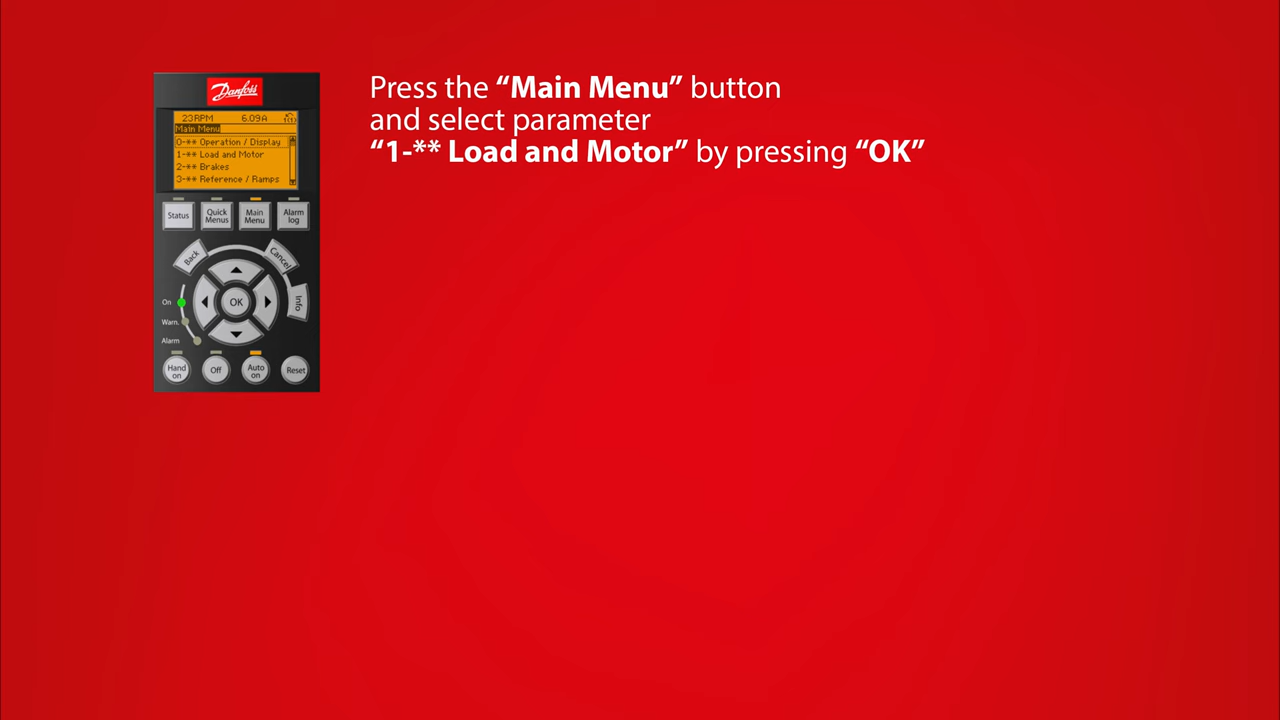 Danfoss
23RPM 6.09A 1(1)
Main Menu
0-** Operation / Display
1-** Load and Motor
2-** Brakes
3-** Reference / Ramps
Status
Quick
Menus
Main
Menu
Alarm
log
Back
Cancel
Info
OK
On
Warn.
Alarm
Hand
on
Off
Auto
on
Reset
Press the “Main Menu” button
and select parameter
“1-** Load and Motor” by pressing “OK”